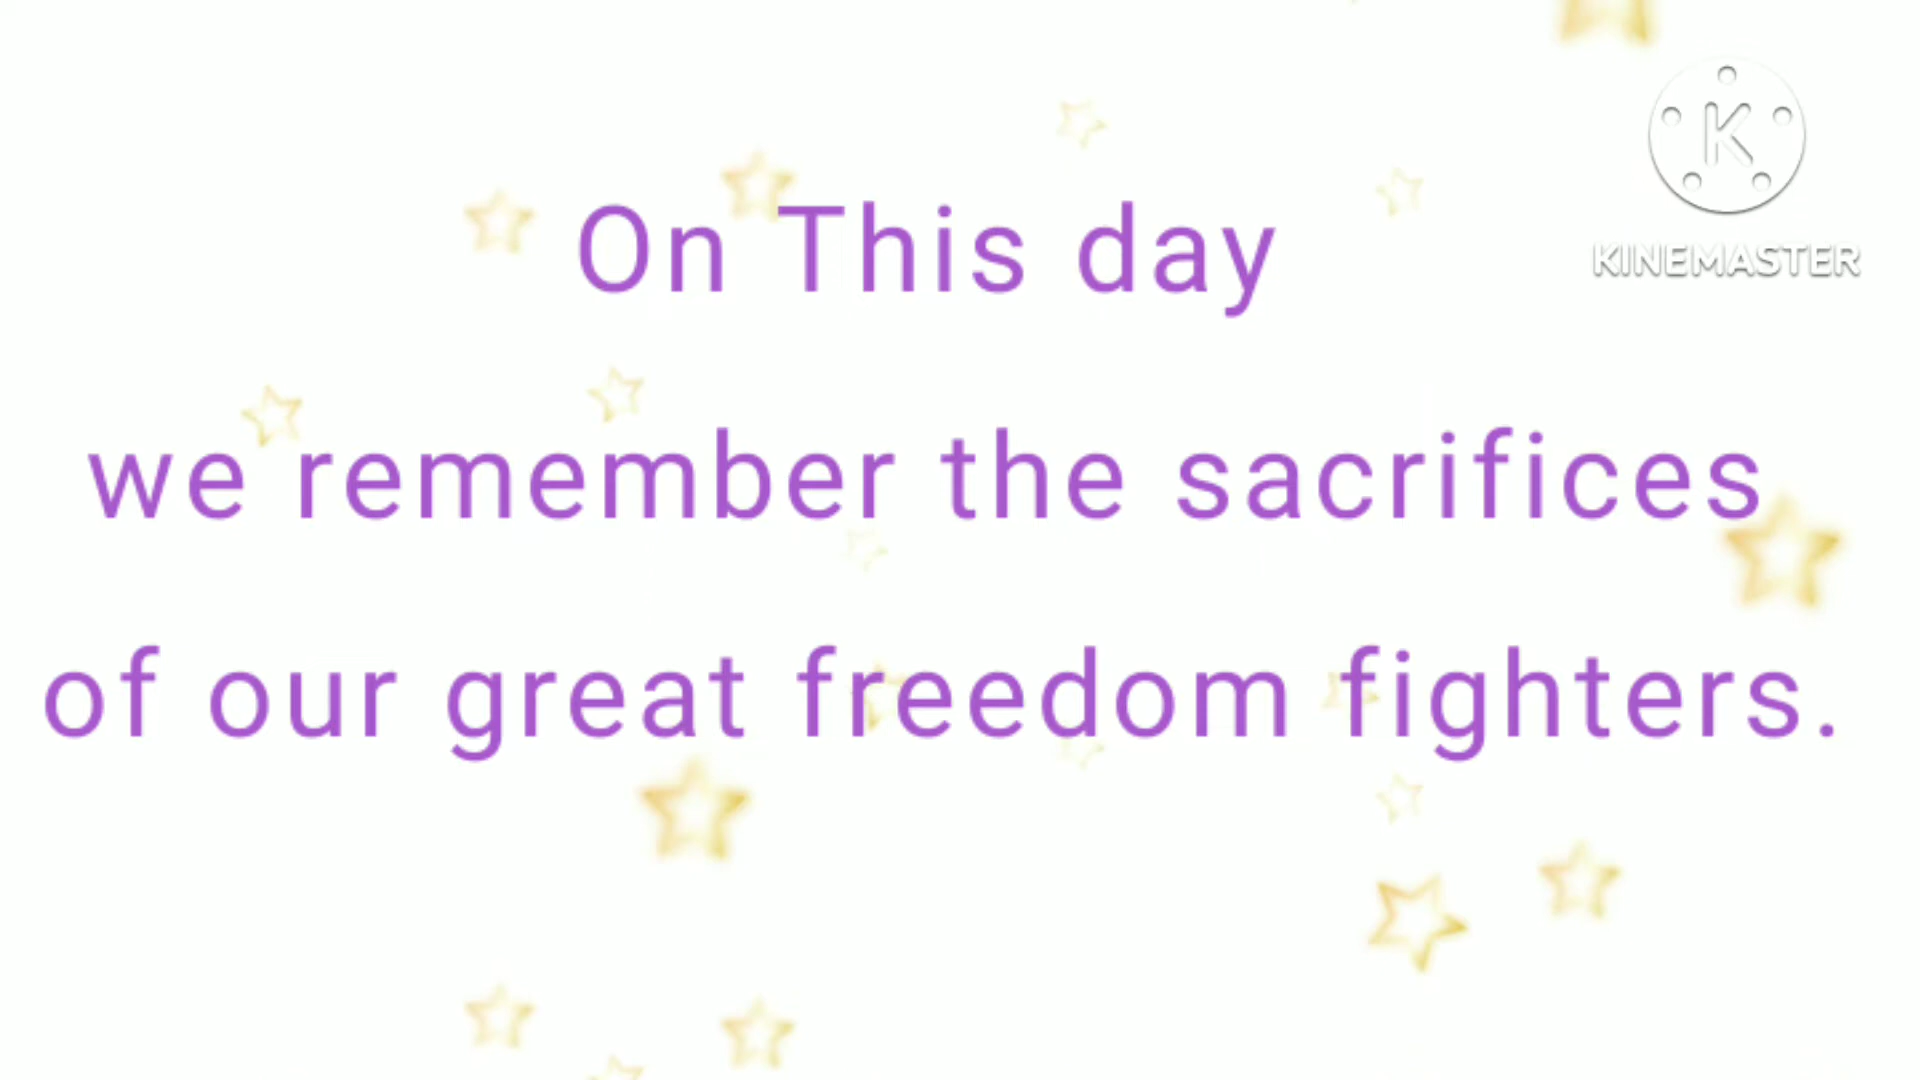 On This day
we remember the sacrifices
of our great freedom fighters.
K
KINEMASTER